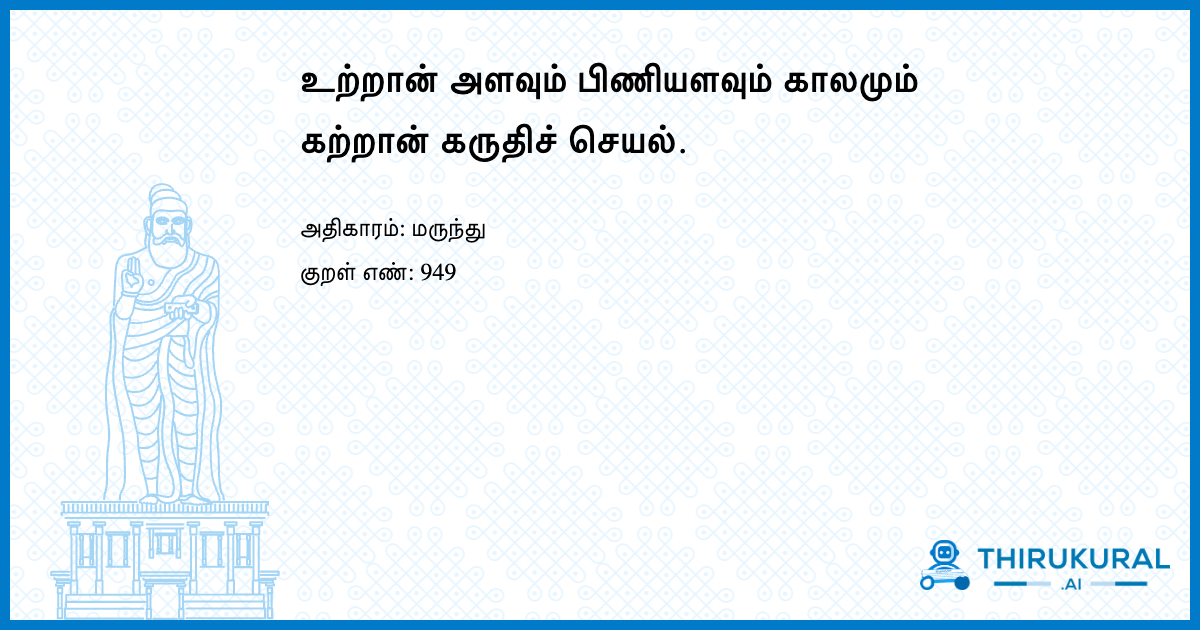 உற்றான் அளவும் பிணியளவும் காலமும்
கற்றான் கருதிச் செயல்.
அதிகாரம்: மருந்து
குறள் எண்: 949
THIRUKURAL
.AI